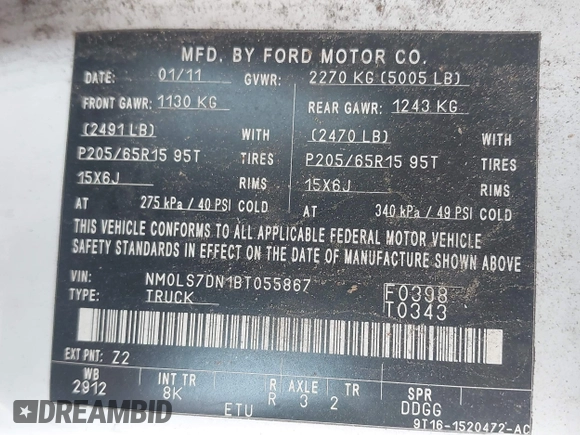 MFD. BY FORD MOTOR CO.
DATE: 01/11 GVWR: 2270 KG (5005 LB)
FRONT GAWR: 1130 KG REAR GAWR: 1243 KG
(2491 LB) WITH (2470 LB) WITH
P205/65R15 95T TIRES P205/65R15 95T TIRES
15X6J RIMS 15X6J RIMS
AT 275 kPa / 40 PSI COLD AT 340 kPa / 49 PSI COLD
THIS VEHICLE CONFORMS TO ALL APPLICABLE FEDERAL MOTOR VEHICLE
SAFETY STANDARDS IN EFFECT ON THE DATE OF MANUFACTURE SHOWN ABOVE.
VIN: NM0LS7DN1BT055867 F0398
TYPE: TRUCK T0343
EXT PNT: Z2
WB INT TR R AXLE TR SPR
2912 8K R 3 2 DDGG
ETU 9T16-1520472-AC
DREAMBID